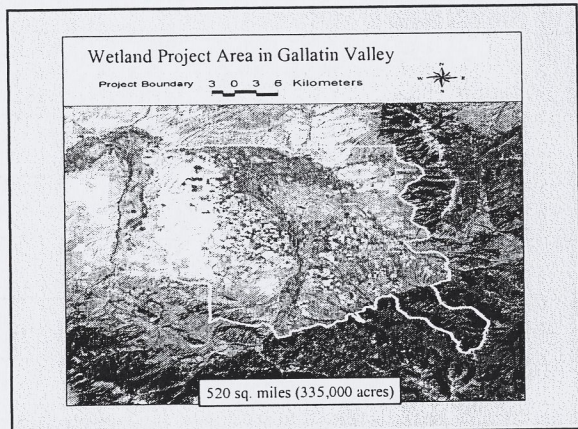 Wetland Project Area in Gallatin Valley
Project Boundary 3 0 3 6 Kilometers
N
W E
S
520 sq. miles (335,000 acres)